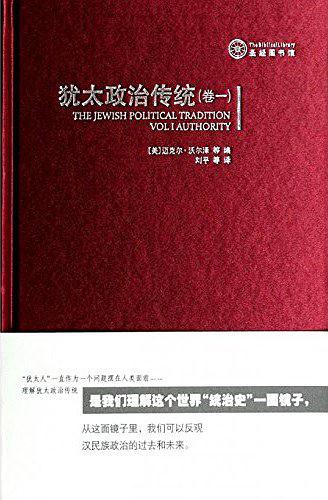 The Biblical Library
圣经图书馆
犹太政治传统(卷一)
THE JEWISH POLITICAL TRADITION
VOL I AUTHORITY
[美]迈克尔·沃尔泽 等 编
刘平 等 译
“犹太人”一直作为一个问题摆在人类面前——
理解犹太政治传统
是我们理解这个世界“统治史”一面镜子,
从这面镜子里, 我们可以反观
汉民族政治的过去和未来。